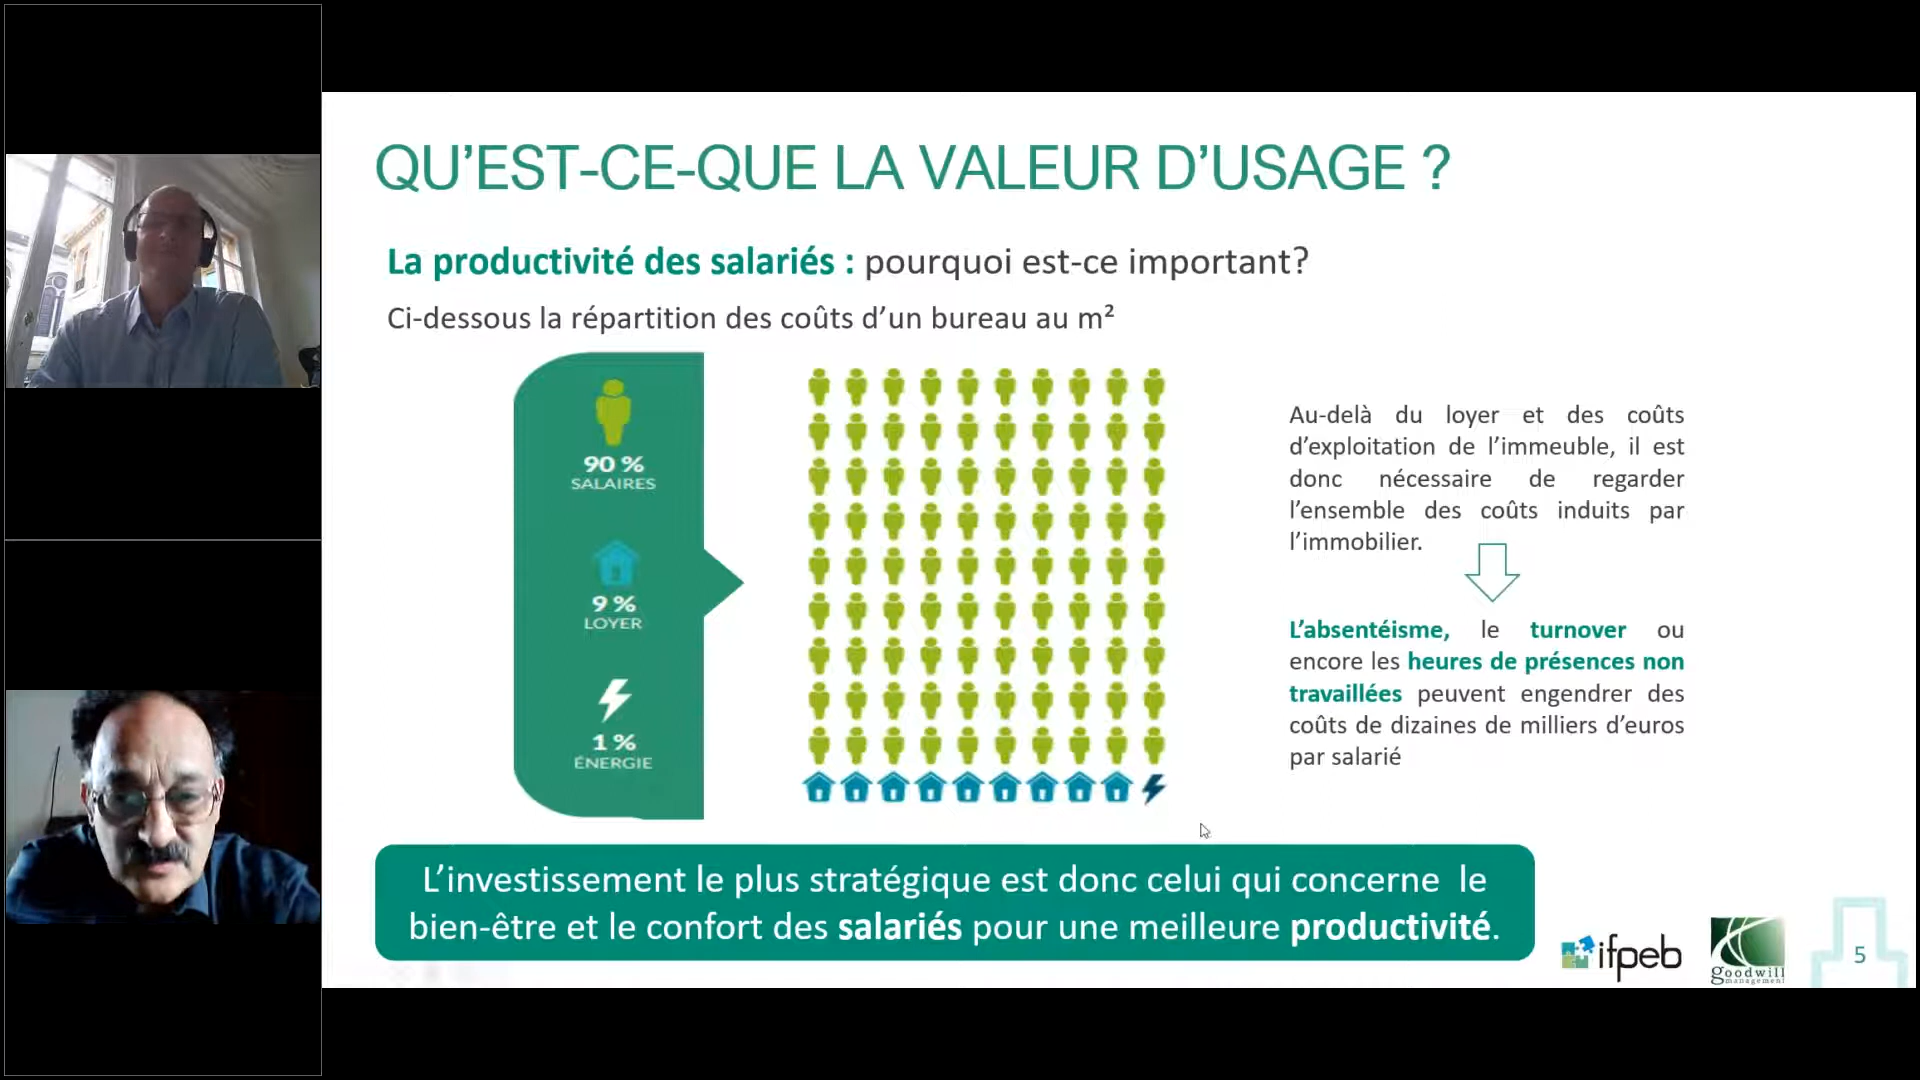 QU’EST-CE-QUE LA VALEUR D’USAGE ?
La productivité des salariés : pourquoi est-ce important?
Ci-dessous la répartition des coûts d’un bureau au m²
90 %
SALAIRES
9 %
LOYER
1 %
ÉNERGIE
Au-delà du loyer et des coûts
d’exploitation de l’immeuble, il est
donc nécessaire de regarder
l’ensemble des coûts induits par
l’immobilier.
L’absentéisme, le turnover ou
encore les heures de présences non
travaillées peuvent engendrer des
coûts de dizaines de milliers d’euros
par salarié
L’investissement le plus stratégique est donc celui qui concerne le
bien-être et le confort des salariés pour une meilleure productivité.
ifpeb
goodwill
management
5